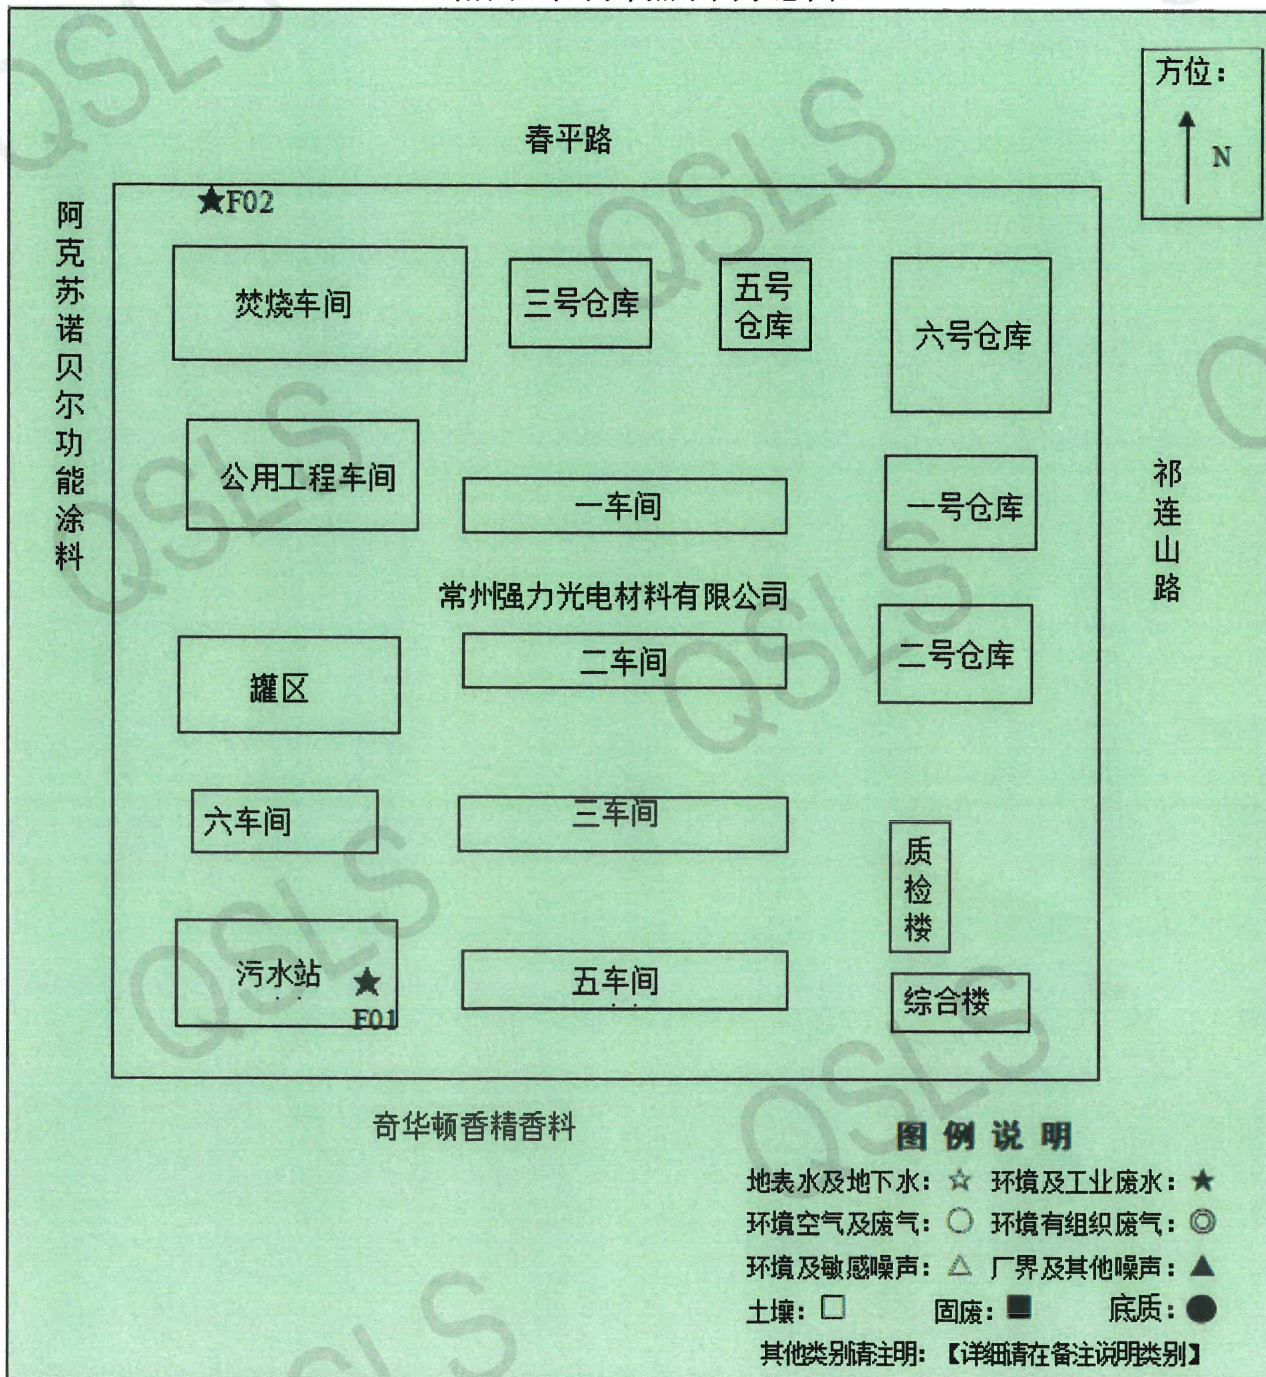 方位：
N
春平路
★F02
阿克苏诺贝尔功能涂料
焚烧车间
三号仓库
五号
仓库
六号仓库
公用工程车间
一车间
一号仓库
祁连山路
常州强力光电材料有限公司
罐区
二车间
二号仓库
六车间
三车间
质检楼
污水站
★
F01
五车间
综合楼
奇华顿香精香料
图例说明
地表水及地下水：☆ 环境及工业废水：★
环境空气及废气：○ 环境有组织废气：◎
环境及敏感噪声：△ 厂界及其他噪声：▲
土壤：□ 固废：■ 底质：●
其他类别请注明：【详细请在备注说明类别】
QSLS
QSLS
QSLS
QSLS
QSLS
QSLS